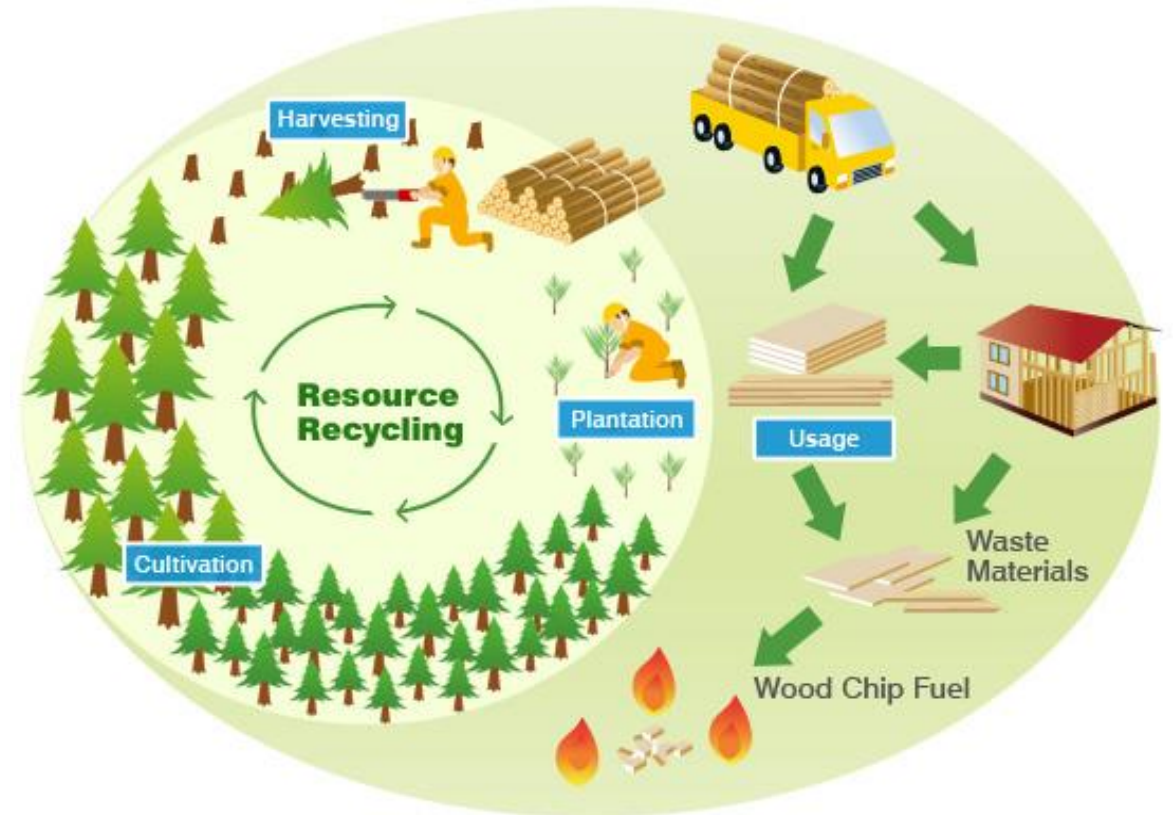 Harvesting
Resource
Recycling
Plantation
Cultivation
Usage
Waste
Materials
Wood Chip Fuel